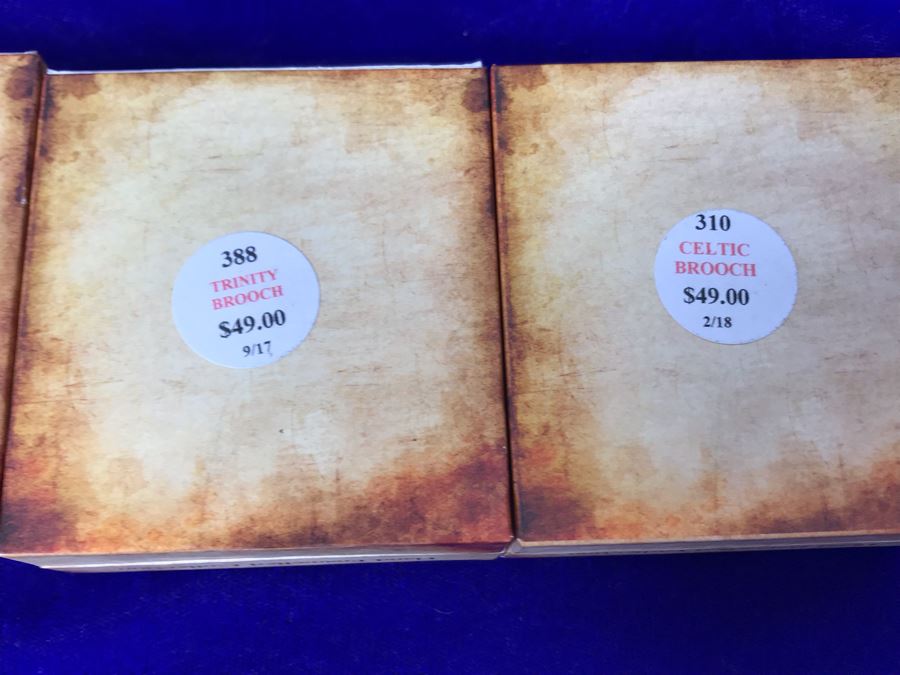 388
TRINITY
BROOCH
$49.00
9/17
310
CELTIC
BROOCH
$49.00
2/18